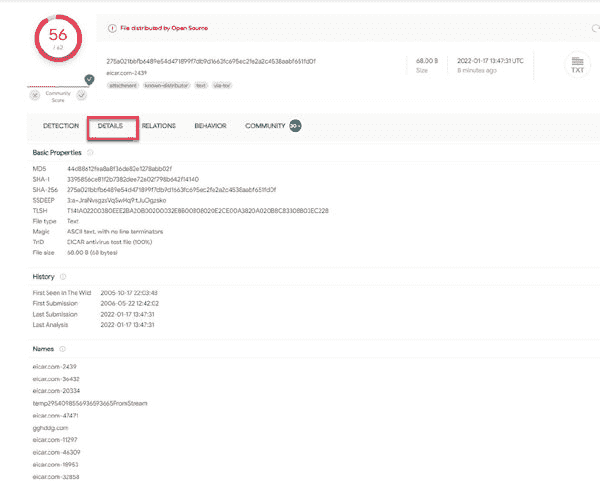 56
/ 62
File distributed by Open Source
275a021bbfb6489e54d471899f7db9d1663fc695ec2fe2a2c4538aabf651fd0f
eicar.com-2439
attachment known-distributor text via-tor
68.00 B
Size
2022-01-17 13:47:31 UTC
8 minutes ago
TXT
Community
Score
DETECTION DETAILS RELATIONS BEHAVIOR COMMUNITY
Basic Properties
MD5 44d88612fea8a8f36de82e1278abb02f
SHA-1 3395856ce81f2b7382dee72602f798b642f14140
SHA-256 275a021bbfb6489e54d471899f7db9d1663fc695ec2fe2a2c4538aabf651fd0f
SSDEEP
TLSH
File type Text
Magic ASCII text, with no line terminators
TrID EICAR antivirus test file (100%)
File size 68.00 B (68 bytes)
History
First Seen In The Wild 2005-10-17 22:03:48
First Submission 2006-05-22 12:42:02
Last Submission 2022-01-17 13:47:31
Last Analysis 2022-01-17 13:47:31
Names
eicar.com-2439
eicar.com-36432
eicar.com-20334
eicar.com-47471
gghddg.com
eicar.com-11297
eicar.com-46309
eicar.com-18953
eicar.com-32858